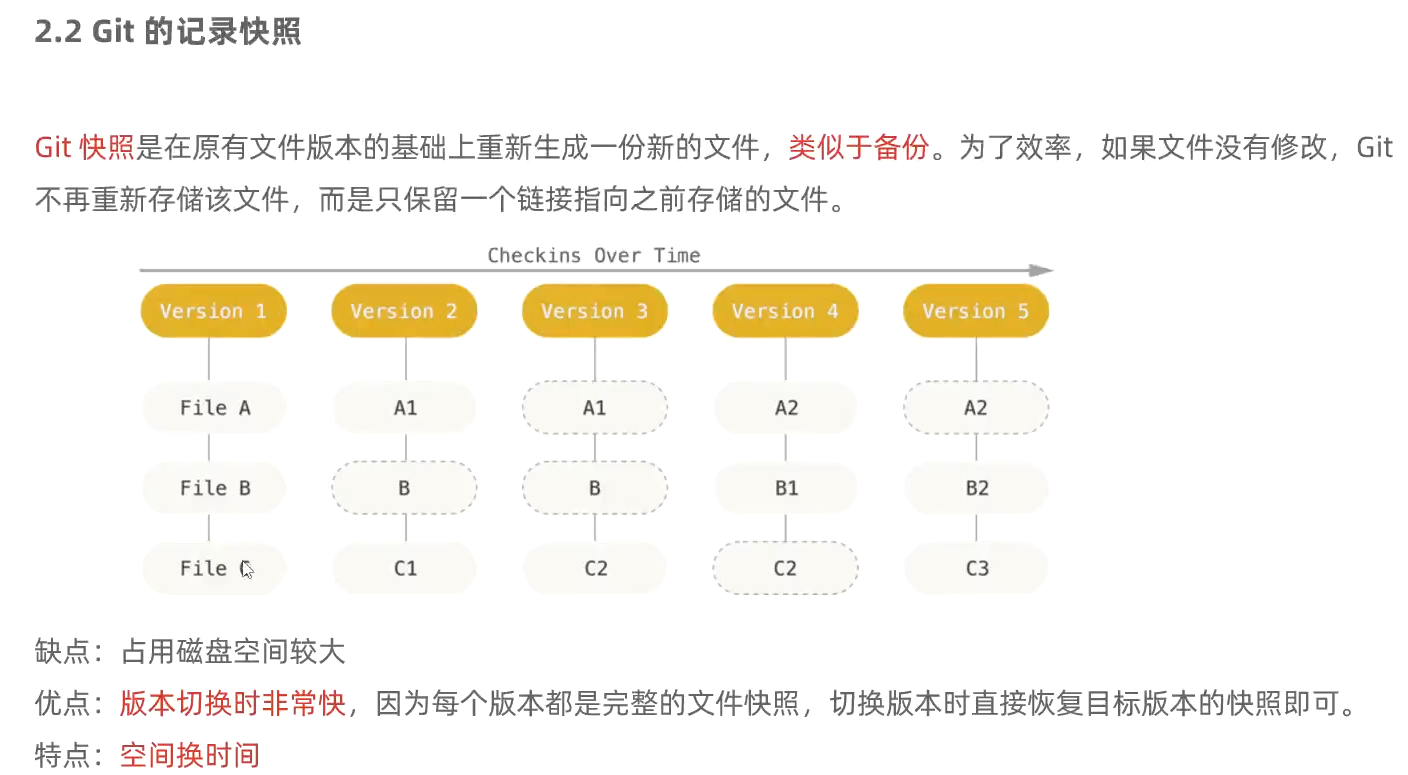 2.2 Git 的记录快照
Git 快照是在原有文件版本的基础上重新生成一份新的文件，类似于备份。为了效率，如果文件没有修改，Git
不再重新存储该文件，而是只保留一个链接指向之前存储的文件。
Checkins Over Time
Version 1 Version 2 Version 3 Version 4 Version 5
File A A1 A1 A2 A2
File B B B B1 B2
File C1 C2 C2 C3
缺点：占用磁盘空间较大
优点：版本切换时非常快，因为每个版本都是完整的文件快照，切换版本时直接恢复目标版本的快照即可。
特点：空间换时间